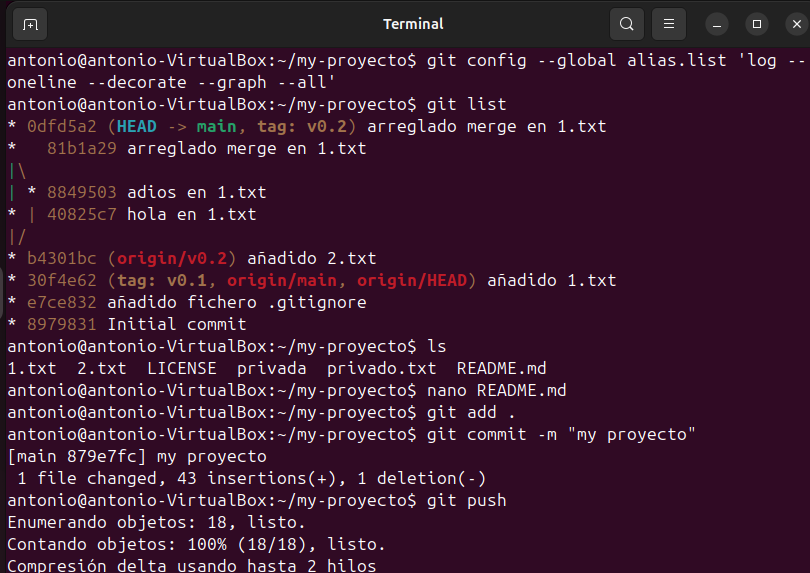 Terminal
antonio@antonio-VirtualBox:~/my-proyecto$ git config --global alias.list 'log --
oneline --decorate --graph --all'
antonio@antonio-VirtualBox:~/my-proyecto$ git list
* 0dfd5a2 (HEAD -> main, tag: v0.2) arreglado merge en 1.txt
*   81b1a29 arreglado merge en 1.txt
|\
| * 8849503 adios en 1.txt
* | 40825c7 hola en 1.txt
|/
* b4301bc (origin/v0.2) añadido 2.txt
* 30f4e62 (tag: v0.1, origin/main, origin/HEAD) añadido 1.txt
* e7ce832 añadido fichero .gitignore
* 8979831 Initial commit
antonio@antonio-VirtualBox:~/my-proyecto$ ls
1.txt  2.txt  LICENSE  privada  privado.txt  README.md
antonio@antonio-VirtualBox:~/my-proyecto$ nano README.md
antonio@antonio-VirtualBox:~/my-proyecto$ git add .
antonio@antonio-VirtualBox:~/my-proyecto$ git commit -m "my proyecto"
[main 879e7fc] my proyecto
 1 file changed, 43 insertions(+), 1 deletion(-)
antonio@antonio-VirtualBox:~/my-proyecto$ git push
Enumerando objetos: 18, listo.
Contando objetos: 100% (18/18), listo.
Compresión delta usando hasta 2 hilos